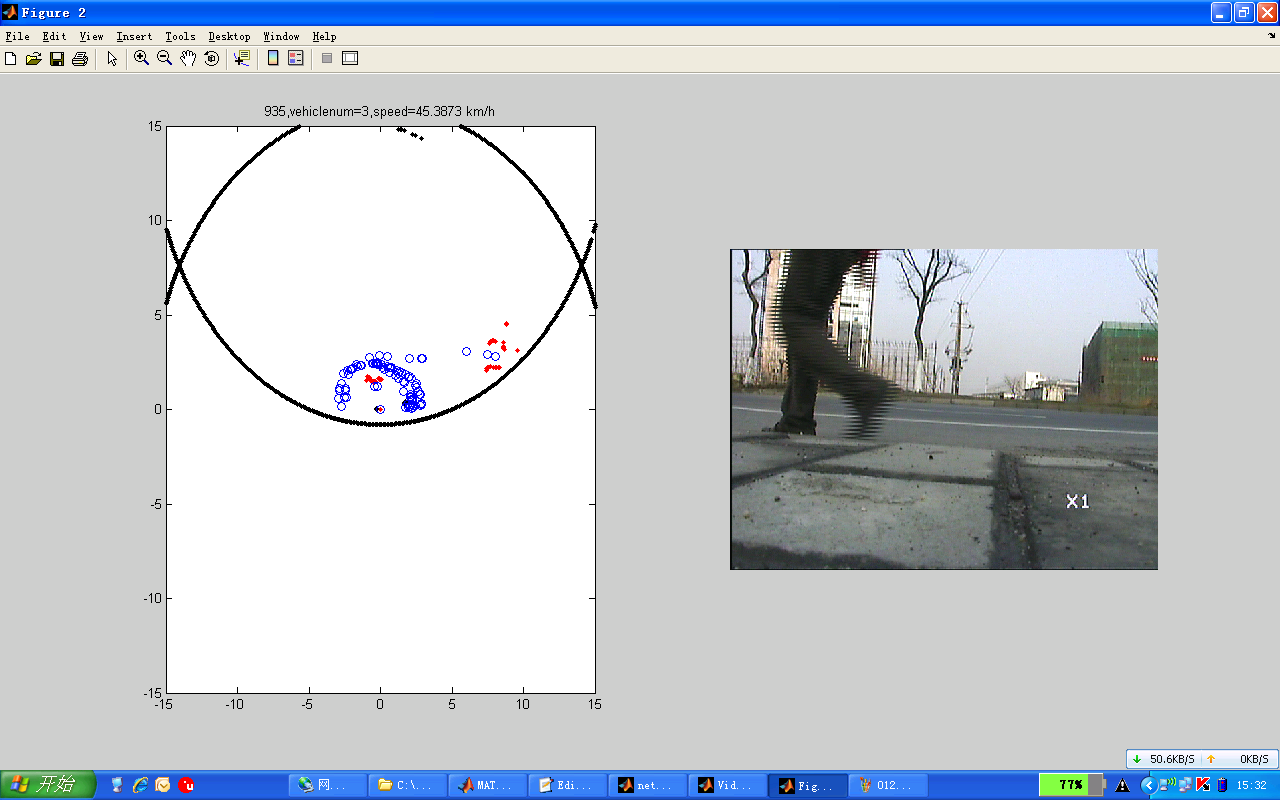 Figure 2
File Edit View Insert Tools Desktop Window Help
935,vehiclenum=3,speed=45.3873 km/h
15
10
5
0
-5
-10
-15
-15 -10 -5 0 5 10 15
X1
50.6KB/S 0KB/S
开始 网... C:\... MAT... Edi... net... Vid... Fig... 012... 77% 15:32